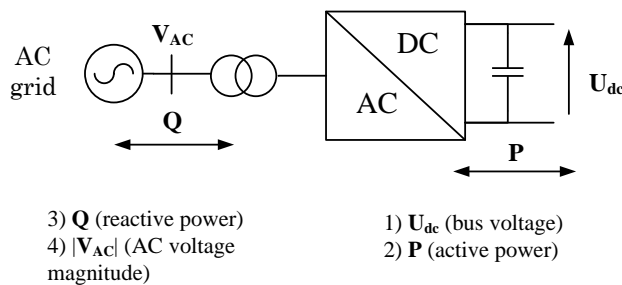 V_AC
AC
grid
DC
AC
U_dc
Q
P
3) Q (reactive power)
4) |V_AC| (AC voltage
magnitude)
1) U_dc (bus voltage)
2) P (active power)